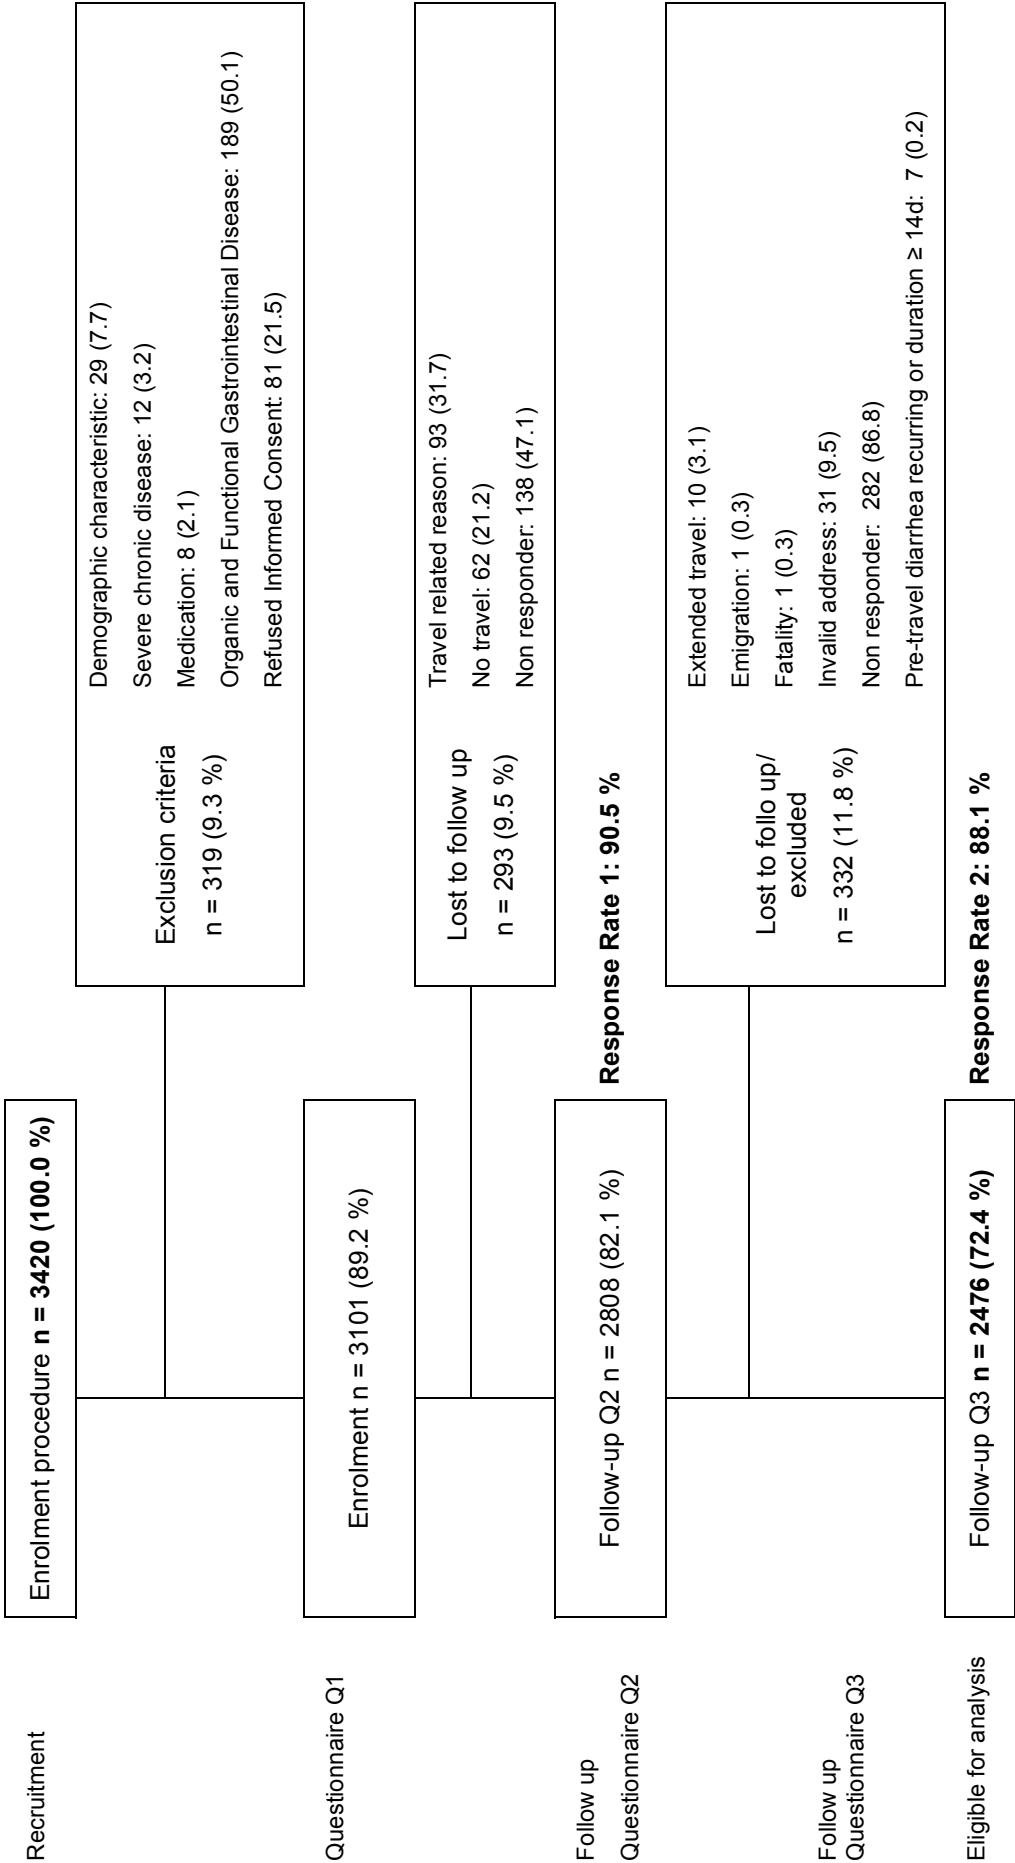 Recruitment
Enrolment procedure n = 3420 (100.0 %)
Exclusion criteria
n = 319 (9.3 %)
Demographic characteristic: 29 (7.7)
Severe chronic disease: 12 (3.2)
Medication: 8 (2.1)
Organic and Functional Gastrointestinal Disease: 189 (50.1)
Refused Informed Consent: 81 (21.5)
Questionnaire Q1
Enrolment n = 3101 (89.2 %)
Lost to follow up
n = 293 (9.5 %)
Travel related reason: 93 (31.7)
No travel: 62 (21.2)
Non responder: 138 (47.1)
Follow up
Questionnaire Q2
Follow-up Q2 n = 2808 (82.1 %)
Response Rate 1: 90.5 %
Lost to follo up/
excluded
n = 332 (11.8 %)
Extended travel: 10 (3.1)
Emigration: 1 (0.3)
Fatality: 1 (0.3)
Invalid address: 31 (9.5)
Non responder: 282 (86.8)
Pre-travel diarrhea recurring or duration ≥ 14d: 7 (0.2)
Follow up
Questionnaire Q3
Eligible for analysis
Follow-up Q3 n = 2476 (72.4 %)
Response Rate 2: 88.1 %